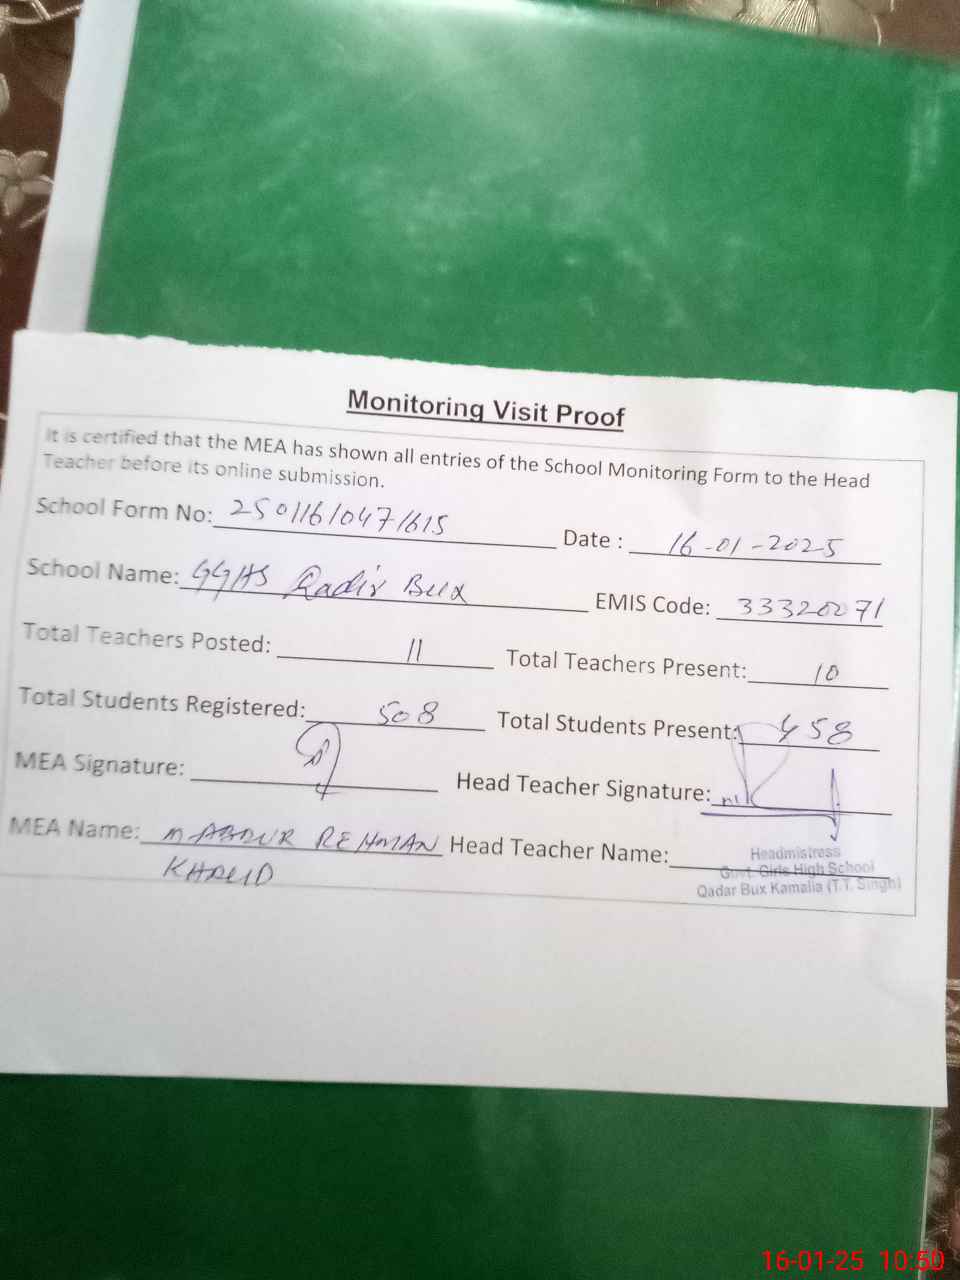 Monitoring Visit Proof
It is certified that the MEA has shown all entries of the School Monitoring Form to the Head
Teacher before its online submission.
School Form No: 25011610471615 Date : 16-01-2025
School Name: GGHS Qadir Bux EMIS Code: 33320071
Total Teachers Posted: 11 Total Teachers Present: 10
Total Students Registered: 508 Total Students Present: 458
MEA Signature: Head Teacher Signature:
MEA Name: M ABDUR REHMAN Head Teacher Name:
KHALID
Headmistress
Govt. Girls High School
Qadar Bux Kamalia (T.T. Singh)
16-01-25 10:50